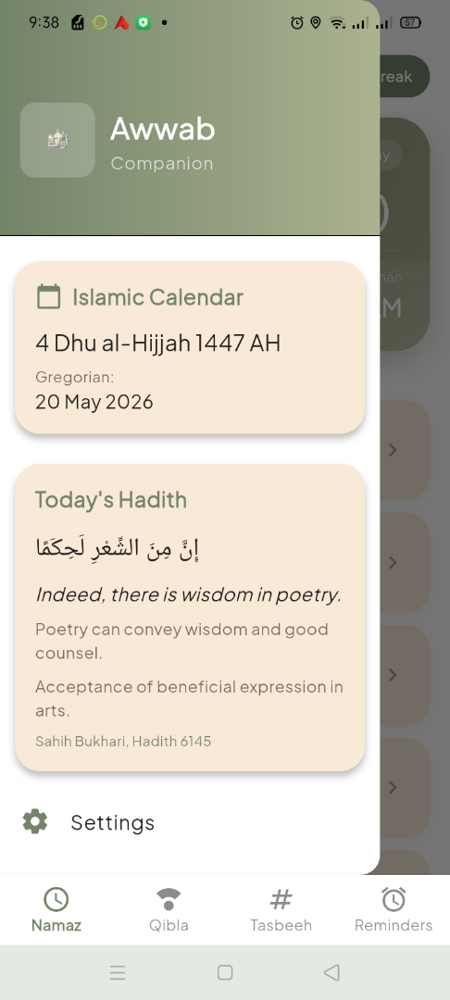 9:38
57
reak
Awwab
Companion
Islamic Calendar
4 Dhu al-Hijjah 1447 AH
Gregorian:
20 May 2026
Today's Hadith
إِنَّ مِنَ الشِّعْرِ لَحِكَمًا
Indeed, there is wisdom in poetry.
Poetry can convey wisdom and good
counsel.
Acceptance of beneficial expression in
arts.
Sahih Bukhari, Hadith 6145
Settings
Namaz
Qibla
Tasbeeh
Reminders